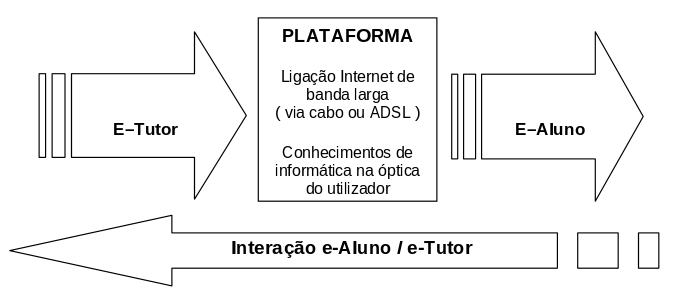 PLATAFORMA
Ligação Internet de
banda larga
( via cabo ou ADSL )
Conhecimentos de
informática na óptica
do utilizador
E–Tutor
E–Aluno
Interação e-Aluno / e-Tutor